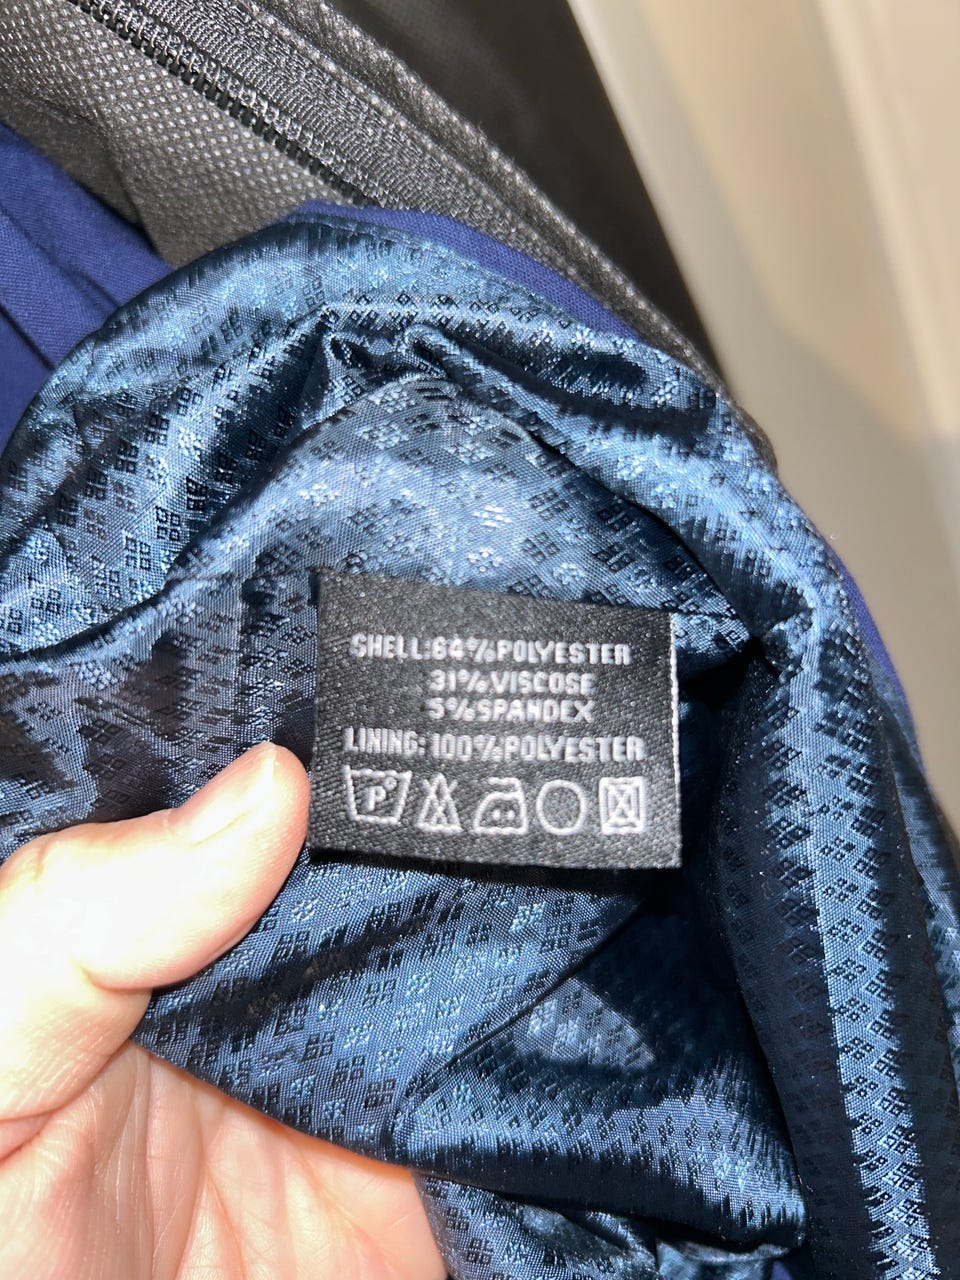 SHELL:64%POLYESTER
31%VISCOSE
5%SPANDEX
LINING:100%POLYESTER
P